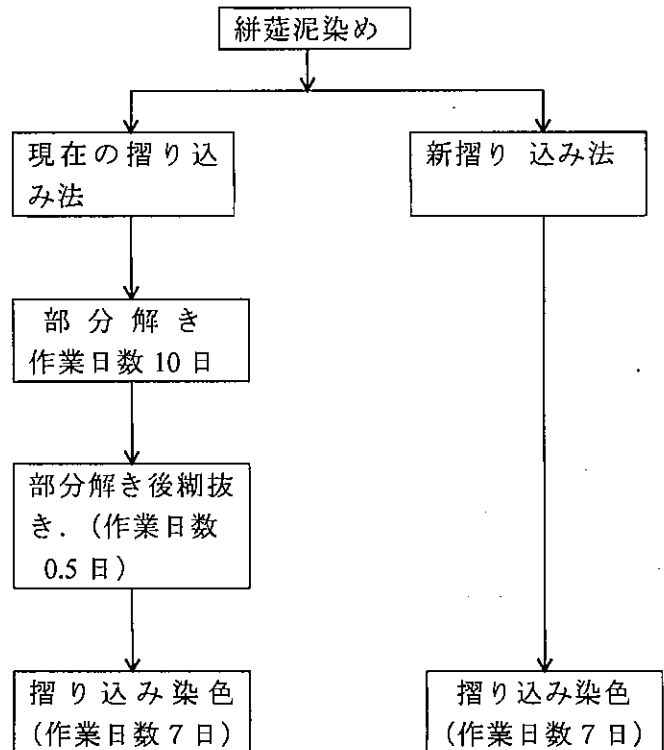 絣莚泥染め
現在の摺り込
み法
新摺り 込み法
部 分 解 き
作業日数 10 日
部分解き後糊抜
き．（作業日数
0.5 日）
摺り込み染色
（作業日数 7 日）
摺り込み染色
（作業日数 7 日）